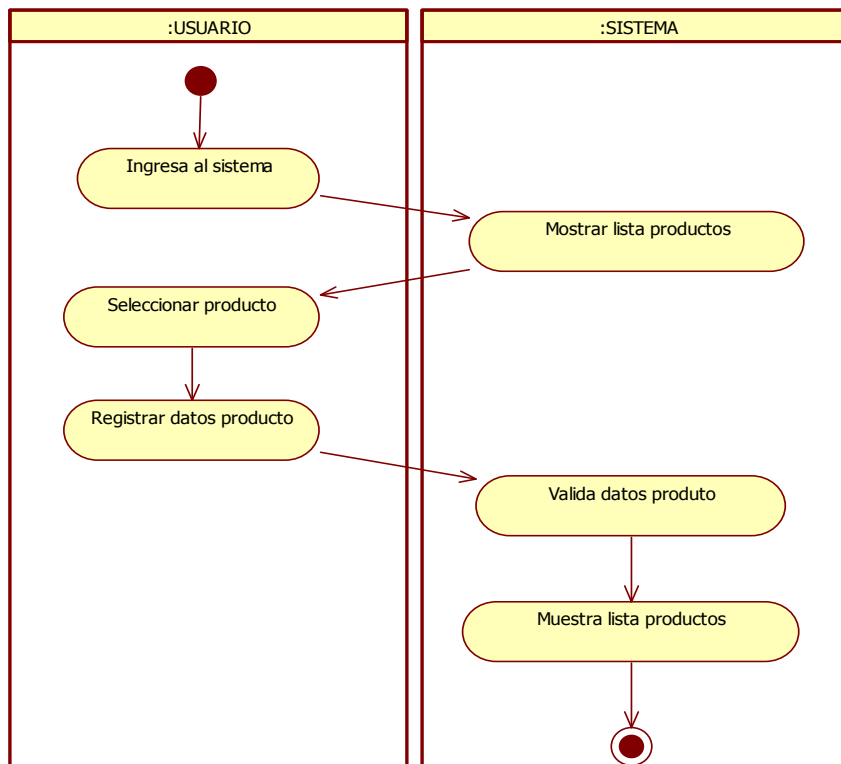 :USUARIO
:SISTEMA
Ingresa al sistema
Mostrar lista productos
Seleccionar producto
Registrar datos producto
Valida datos produto
Muestra lista productos